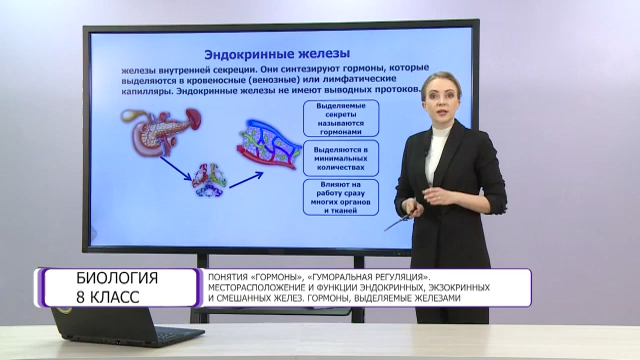 Эндокринные железы
железы внутренней секреции. Они синтезируют гормоны, которые
выделяются в кровеносные (венозные) или лимфатические
капилляры. Эндокринные железы не имеют выводных протоков.
Выделяемые
секреты
называются
гормонами
Выделяются в
минимальных
количествах
Влияют на
работу сразу
многих органов
и тканей
БИОЛОГИЯ
8 КЛАСС
ПОНЯТИЯ «ГОРМОНЫ», «ГУМОРАЛЬНАЯ РЕГУЛЯЦИЯ».
МЕСТОРАСПОЛОЖЕНИЕ И ФУНКЦИИ ЭНДОКРИННЫХ, ЭКЗОКРИННЫХ
И СМЕШАННЫХ ЖЕЛЕЗ. ГОРМОНЫ, ВЫДЕЛЯЕМЫЕ ЖЕЛЕЗАМИ